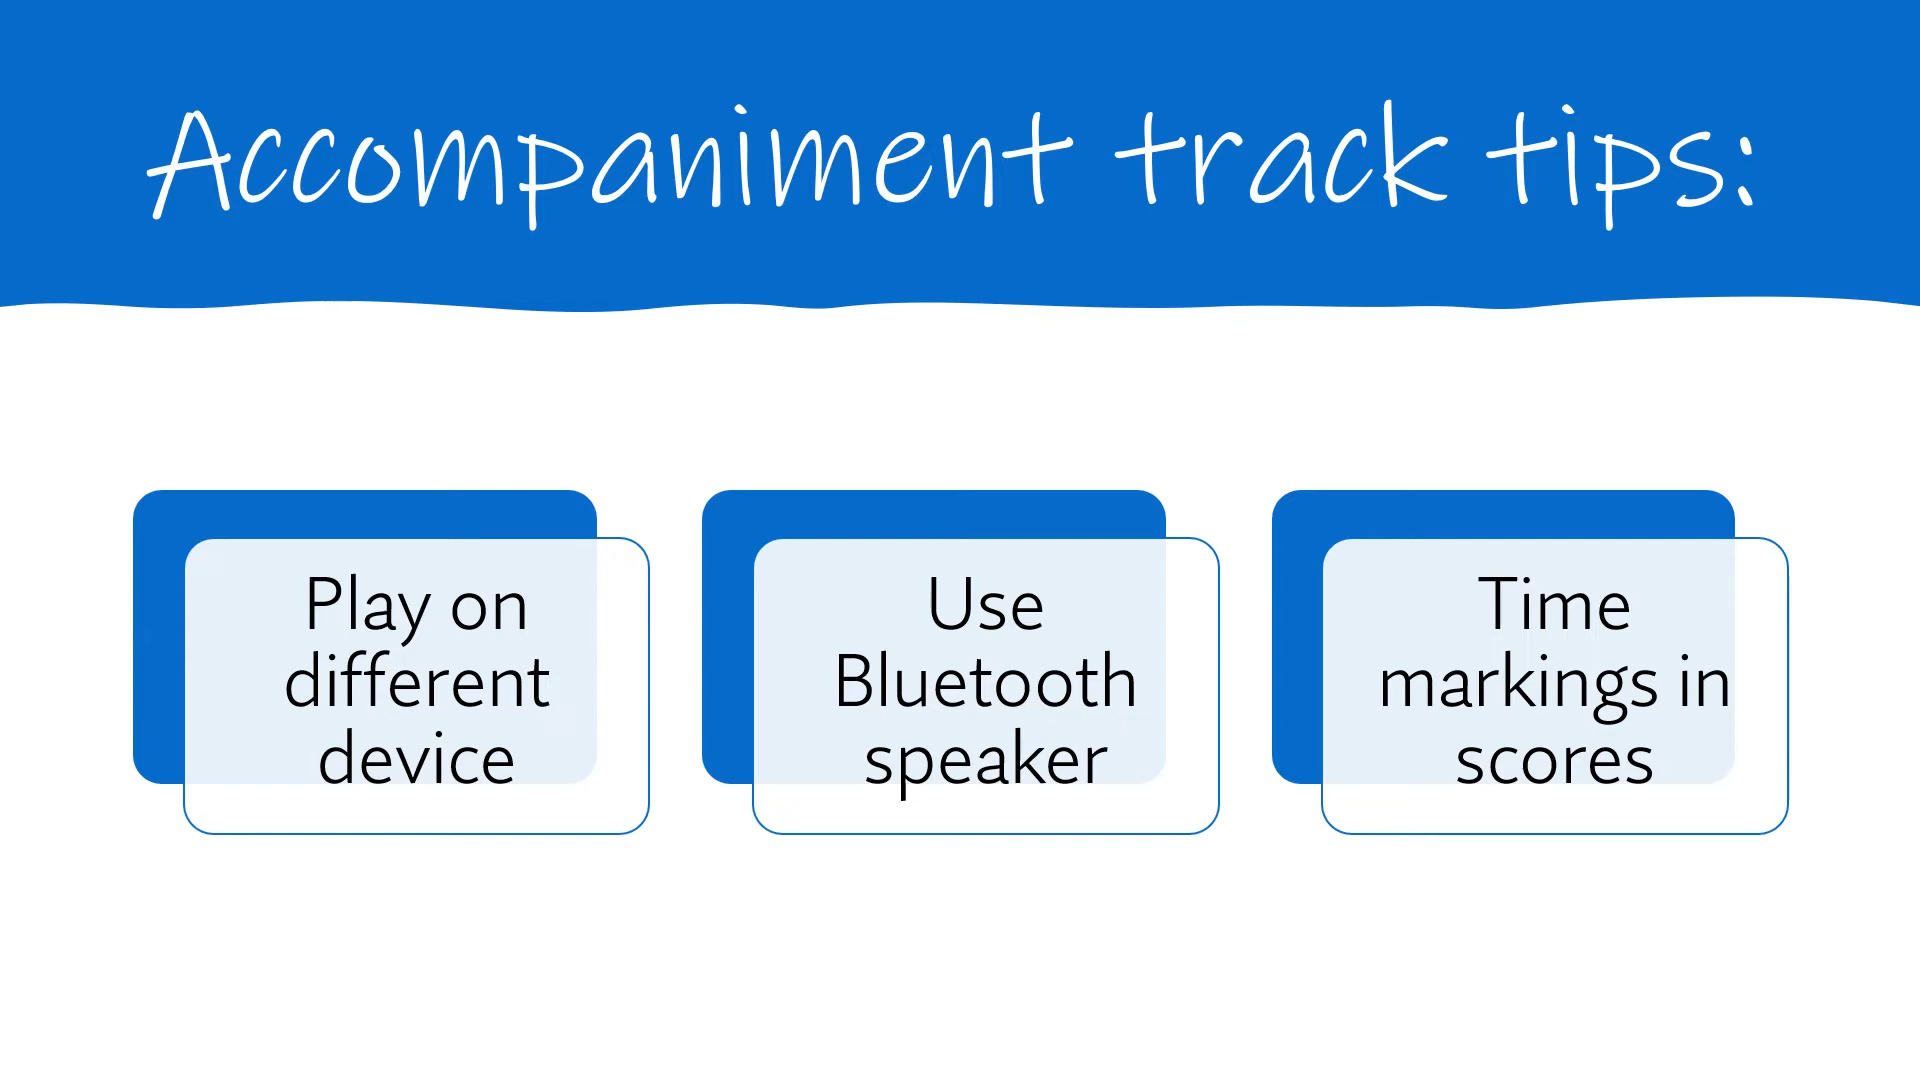 Accompaniment track tips:
Play on
different
device
Use
Bluetooth
speaker
Time
markings in
scores